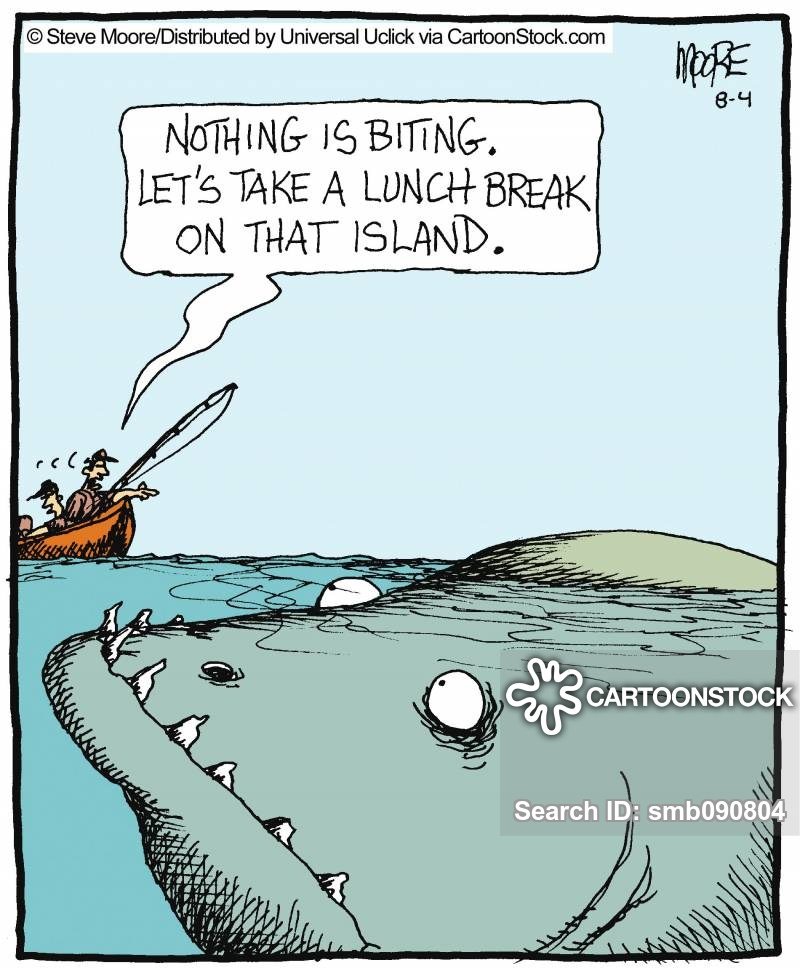 © Steve Moore/Distributed by Universal Uclick via CartoonStock.com
MOORE
8-4
NOTHING IS BITING.
LET'S TAKE A LUNCH BREAK
ON THAT ISLAND.
CARTOONSTOCK
Search ID: smb090804